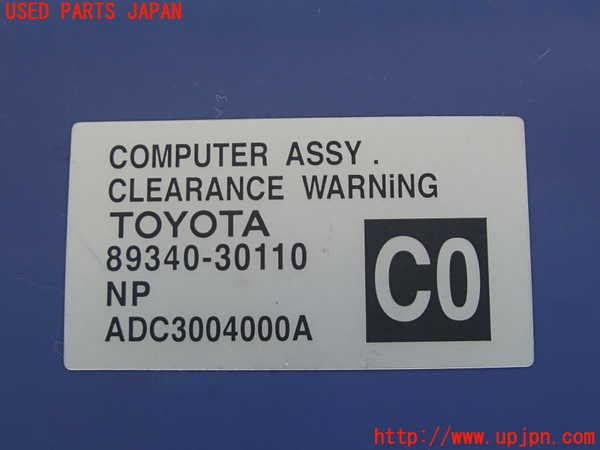 USED PARTS JAPAN
COMPUTER ASSY.
CLEARANCE WARNiNG
TOYOTA
89340-30110
NP
ADC3004000A
C0
http://www.upjpn.com/